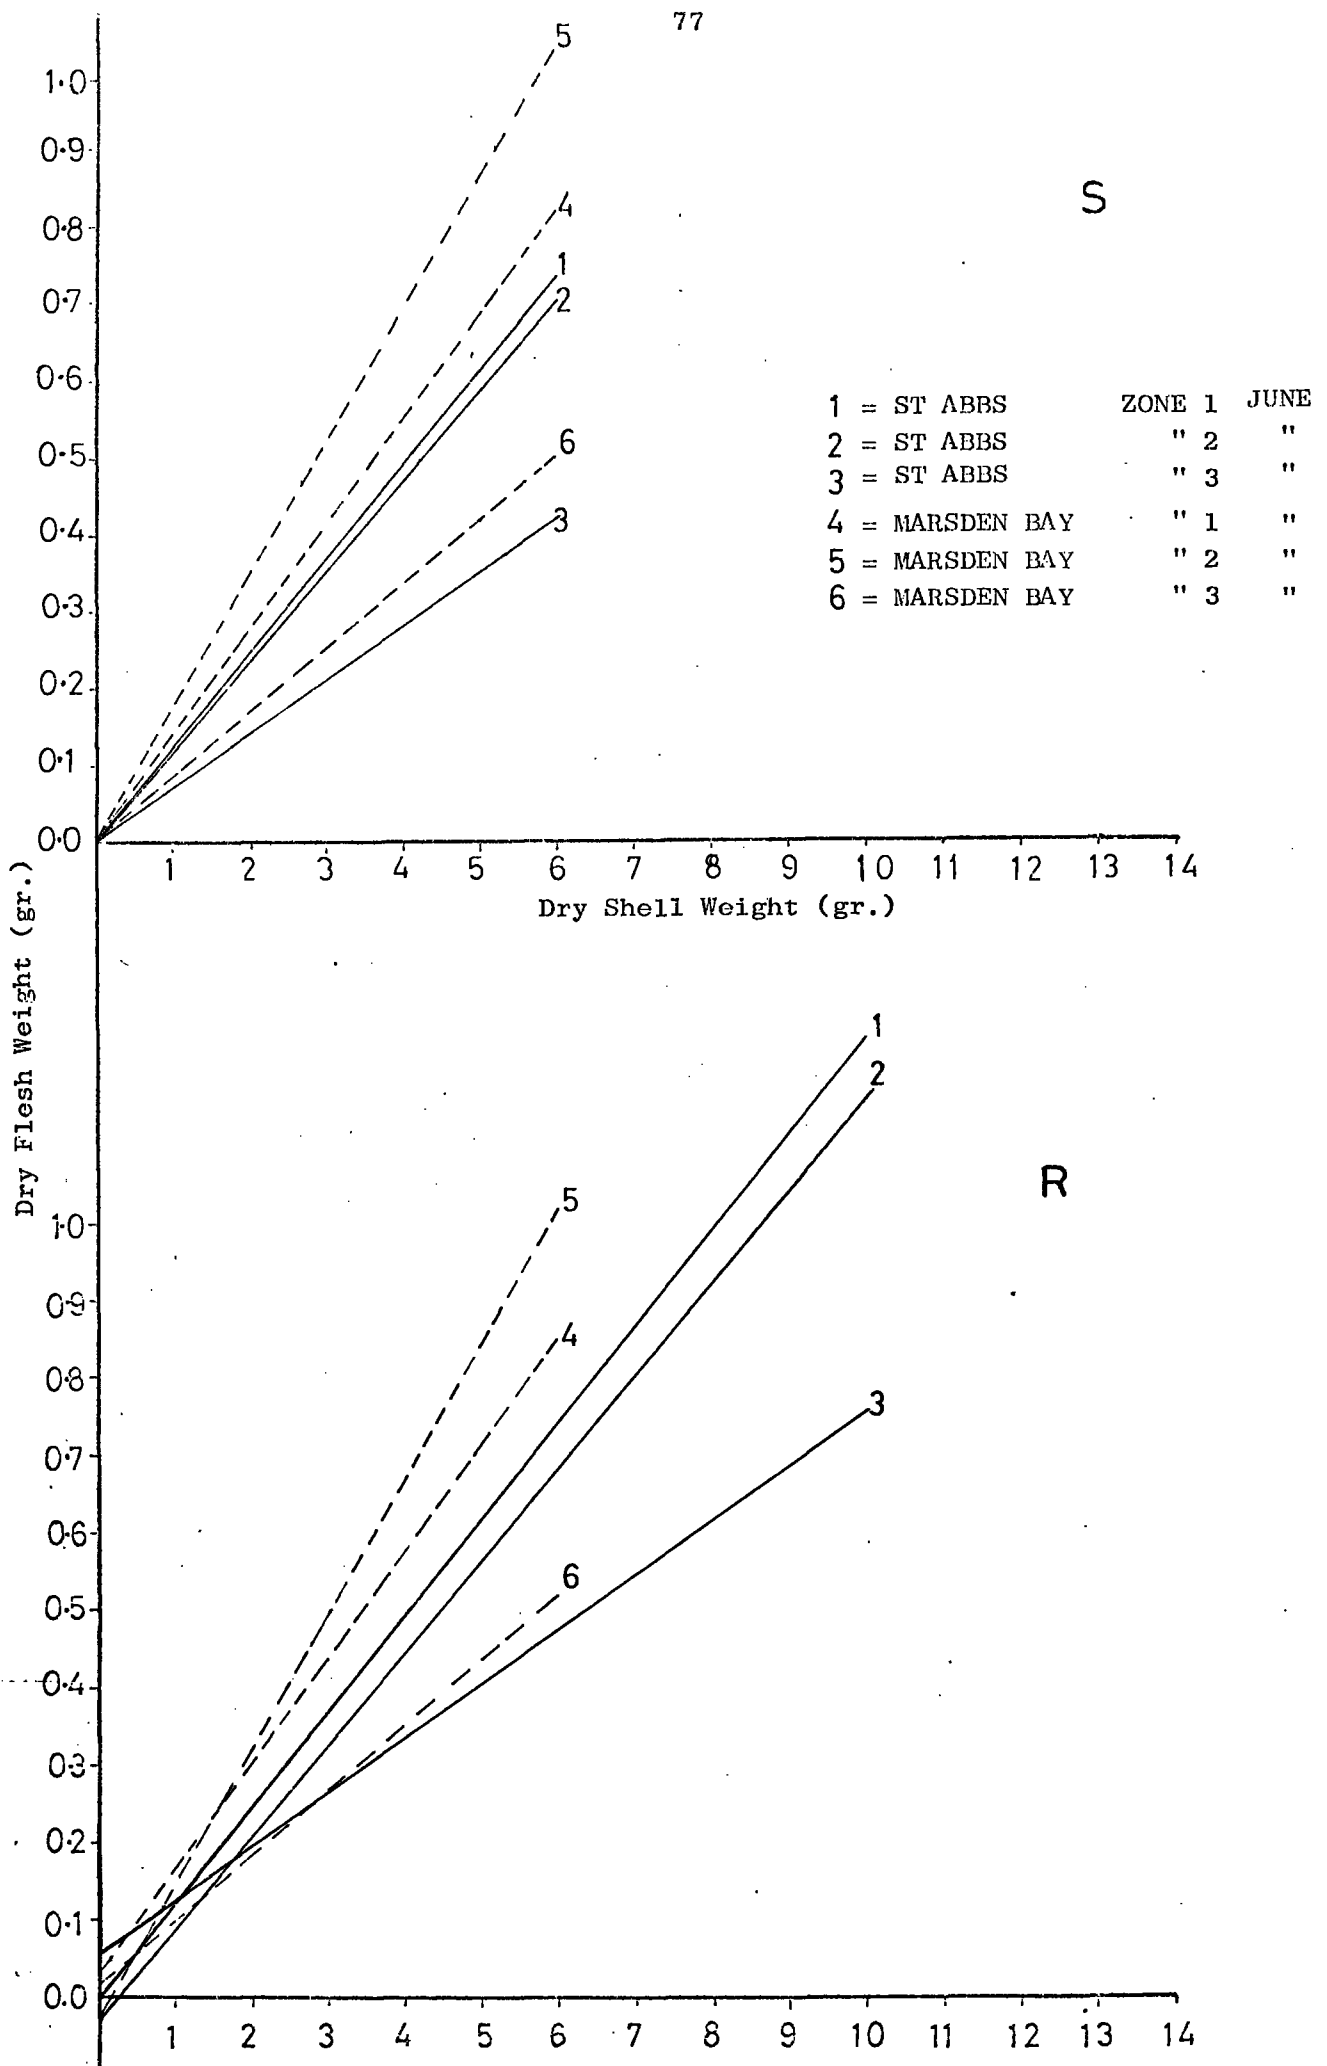 77
1.0
0.9
0.8
0.7
0.6
0.5
0.4
0.3
0.2
0.1
0.0
5
4
1
2
6
3
S
1 = ST ABBS ZONE 1 JUNE
2 = ST ABBS " 2 "
3 = ST ABBS " 3 "
4 = MARSDEN BAY " 1 "
5 = MARSDEN BAY " 2 "
6 = MARSDEN BAY " 3 "
1 2 3 4 5 6 7 8 9 10 11 12 13 14
Dry Shell Weight (gr.)
Dry Flesh Weight (gr.)
1.0
0.9
0.8
0.7
0.6
0.5
0.4
0.3
0.2
0.1
0.0
1
2
5
4
3
6
R
1 2 3 4 5 6 7 8 9 10 11 12 13 14